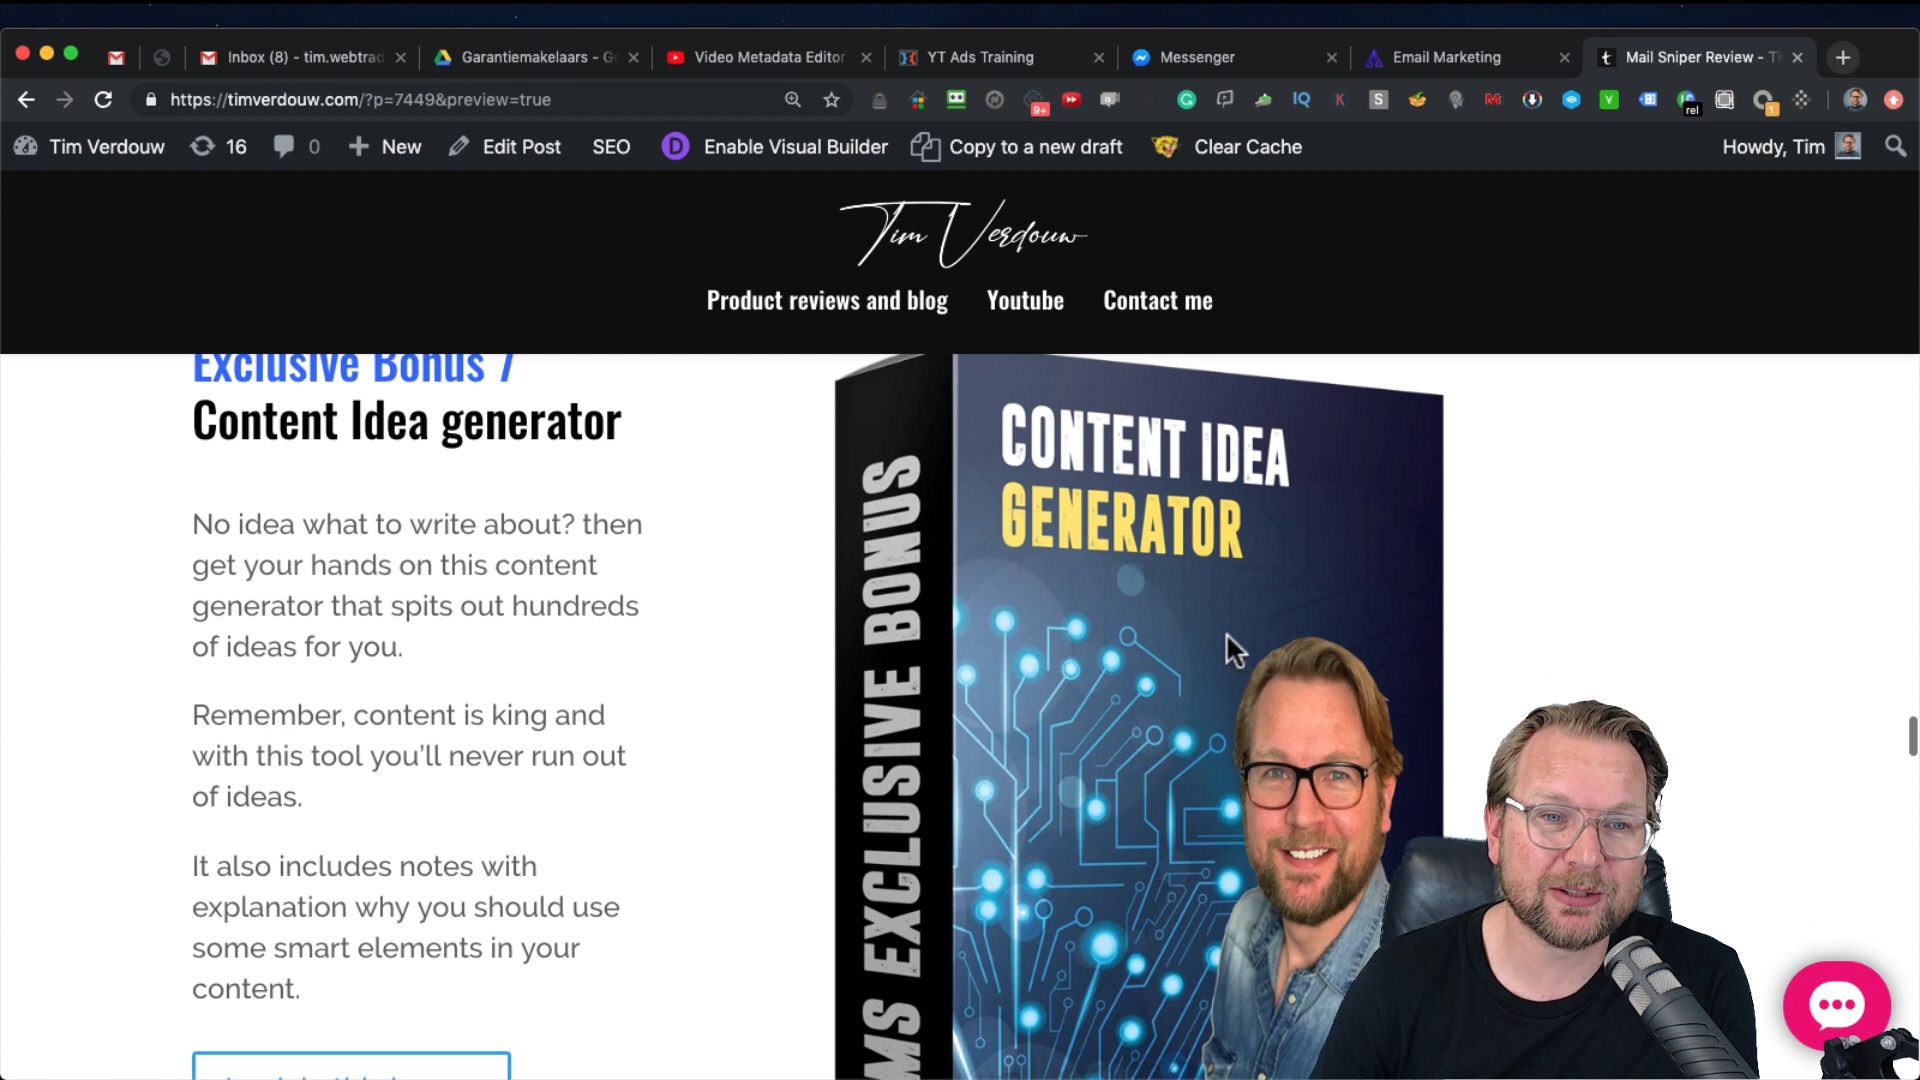 Inbox (8) - tim.webtrad
Garantiemakelaars - Go
Video Metadata Editor
YT Ads Training
Messenger
Email Marketing
Mail Sniper Review - Ti
https://timverdouw.com/?p=7449&preview=true
9+
IQ
K
S
V
rel
1
Tim Verdouw
16
0
New
Edit Post
SEO
D
Enable Visual Builder
Copy to a new draft
Clear Cache
Howdy, Tim
Tim Verdouw
Product reviews and blog
Youtube
Contact me
Exclusive Bonus 7
Content Idea generator
No idea what to write about? then
get your hands on this content
generator that spits out hundreds
of ideas for you.
Remember, content is king and
with this tool you'll never run out
of ideas.
It also includes notes with
explanation why you should use
some smart elements in your
content.
CONTENT IDEA
GENERATOR
MS EXCLUSIVE BONUS